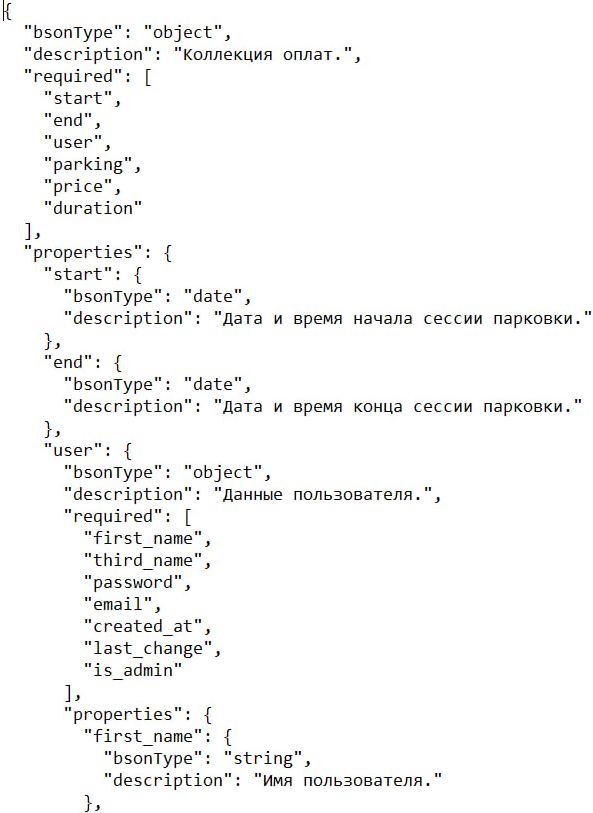 {
  "bsonType": "object",
  "description": "Коллекция оплат.",
  "required": [
    "start",
    "end",
    "user",
    "parking",
    "price",
    "duration"
  ],
  "properties": {
    "start": {
      "bsonType": "date",
      "description": "Дата и время начала сессии парковки."
    },
    "end": {
      "bsonType": "date",
      "description": "Дата и время конца сессии парковки."
    },
    "user": {
      "bsonType": "object",
      "description": "Данные пользователя.",
      "required": [
        "first_name",
        "third_name",
        "password",
        "email",
        "created_at",
        "last_change",
        "is_admin"
      ],
      "properties": {
        "first_name": {
          "bsonType": "string",
          "description": "Имя пользователя."
        },